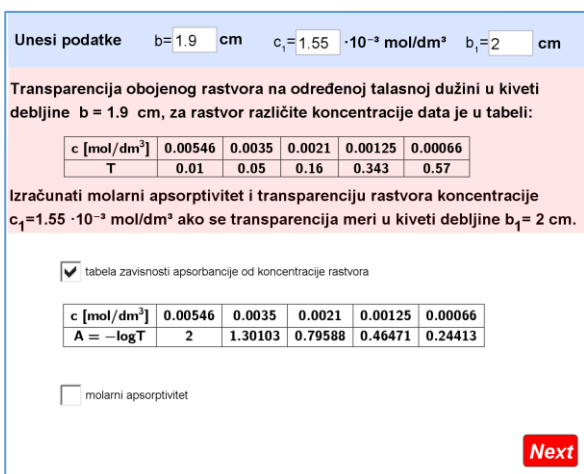 Unesi podatke b= 1.9 cm c₁= 1.55 ·10⁻³ mol/dm³ b₁= 2 cm
Transparencija obojenog rastvora na određenoj talasnoj dužini u kiveti
debljine b = 1.9 cm, za rastvor različite koncentracije data je u tabeli:
c [mol/dm³] 0.00546 0.0035 0.0021 0.00125 0.00066
T 0.01 0.05 0.16 0.343 0.57
Izračunati molarni apsorptivitet i transparenciju rastvora koncentracije
c₁=1.55 ·10⁻³ mol/dm³ ako se transparencija meri u kiveti debljine b₁= 2 cm.
tabela zavisnosti apsorbancije od koncentracije rastvora
c [mol/dm³] 0.00546 0.0035 0.0021 0.00125 0.00066
A = −logT 2 1.30103 0.79588 0.46471 0.24413
molarni apsorptivitet
Next